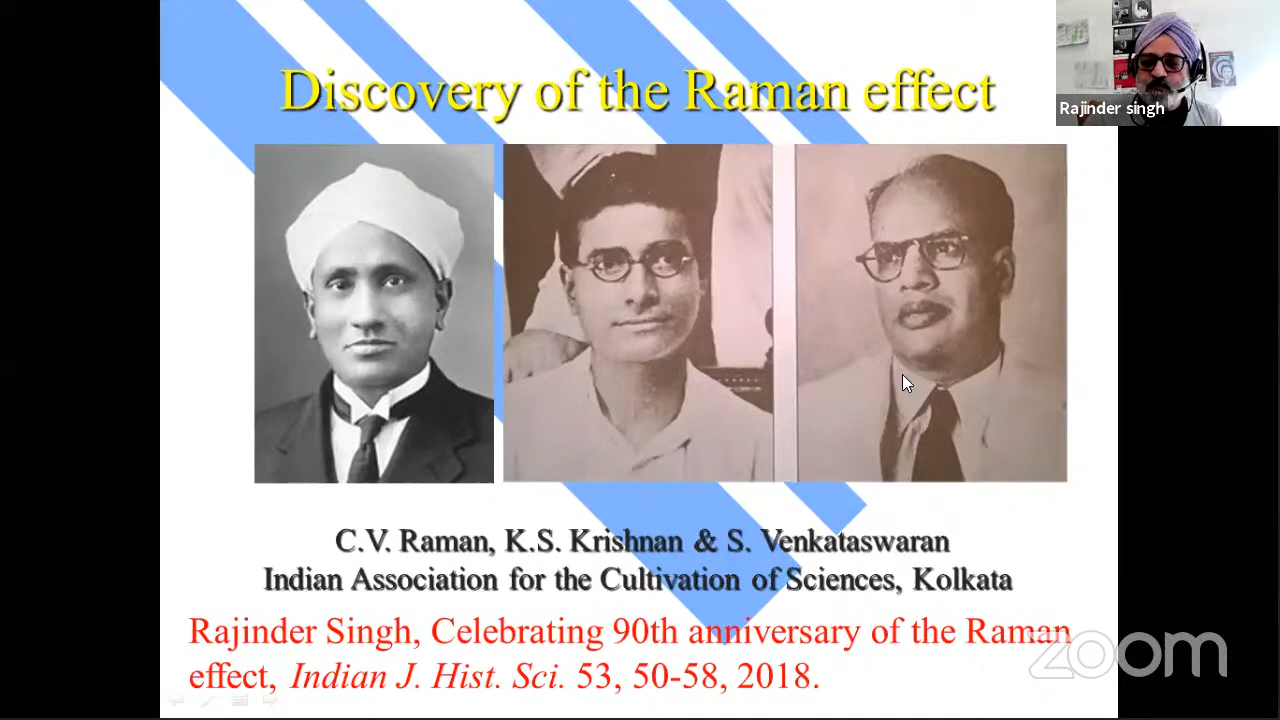 Discovery of the Raman effect
Rajinder singh
C.V. Raman, K.S. Krishnan & S. Venkataswaran
Indian Association for the Cultivation of Sciences, Kolkata
Rajinder Singh, Celebrating 90th anniversary of the Raman
effect, Indian J. Hist. Sci. 53, 50-58, 2018.
zoom